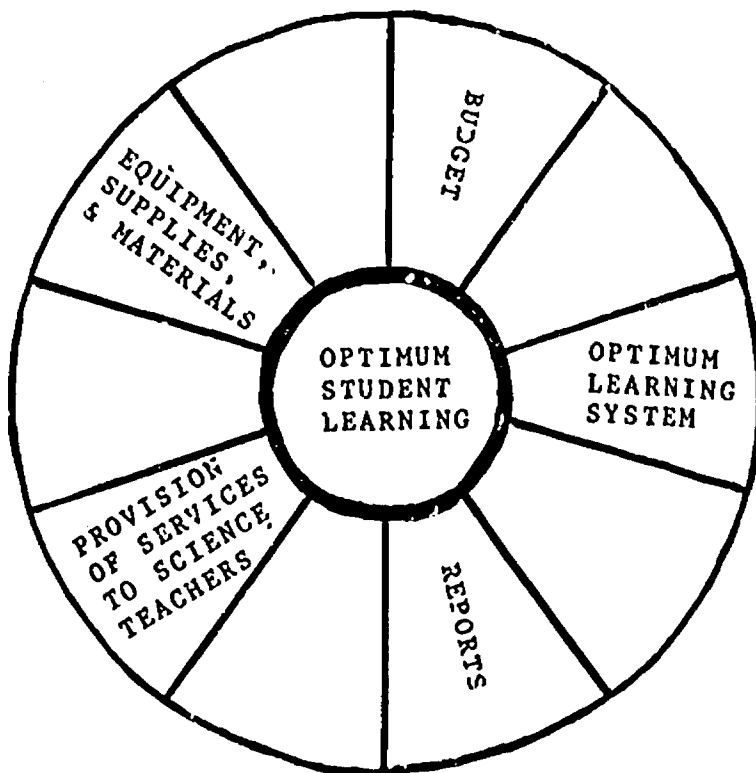 BUDGET
EQUIPMENT,
SUPPLIES,
& MATERIALS
OPTIMUM
STUDENT
LEARNING
OPTIMUM
LEARNING
SYSTEM
PROVISION
OF SERVICES
TO SCIENCE
TEACHERS
REPORTS